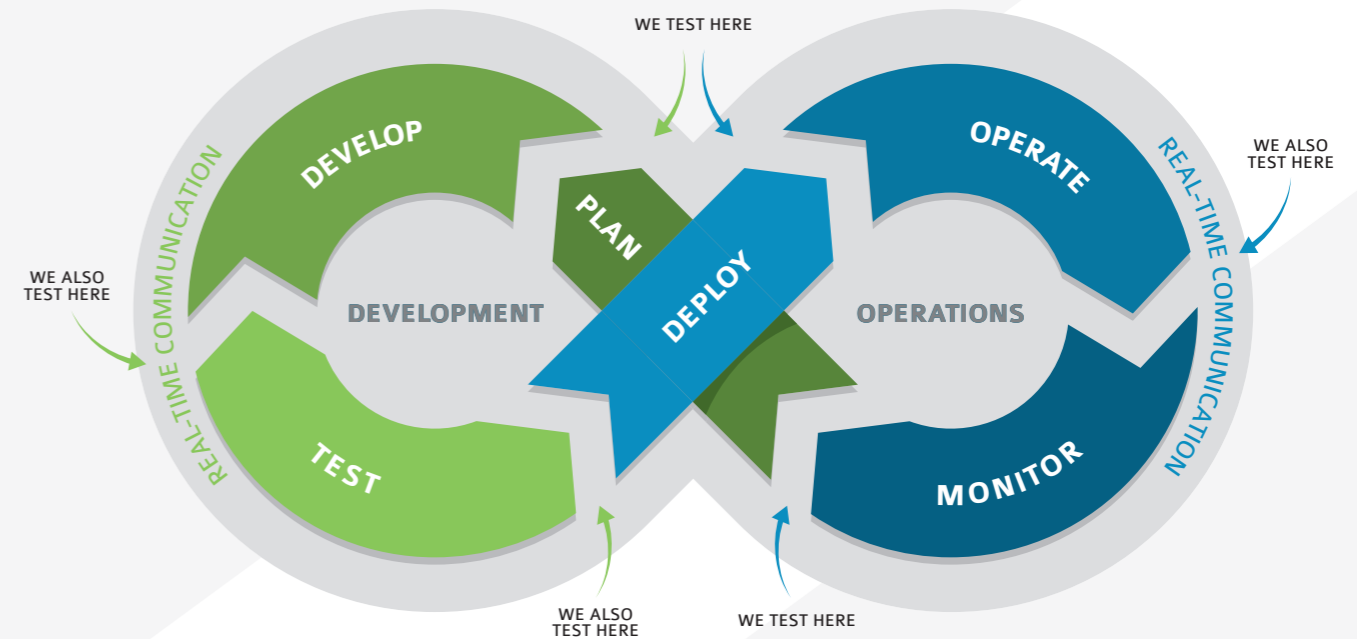 WE TEST HERE
DEVELOP
OPERATE
REAL-TIME COMMUNICATION
REAL-TIME COMMUNICATION
WE ALSO
TEST HERE
PLAN
DEPLOY
WE ALSO
TEST HERE
DEVELOPMENT
OPERATIONS
TEST
MONITOR
WE ALSO
TEST HERE
WE TEST HERE